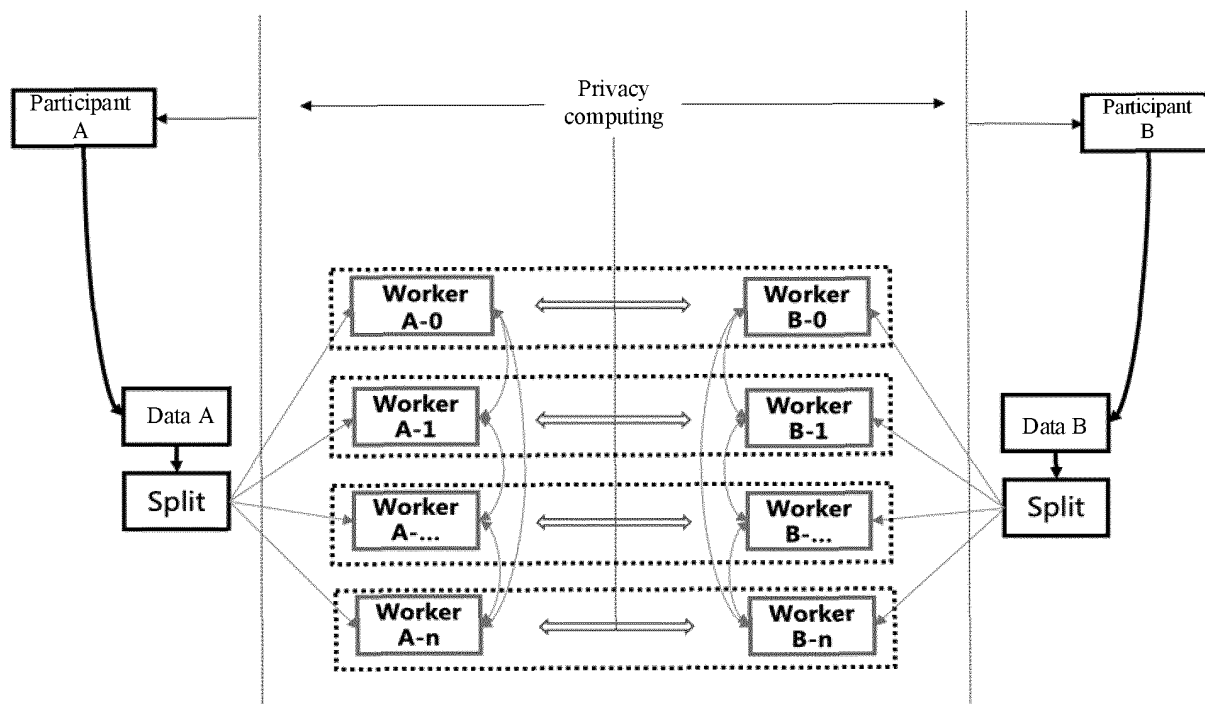 Privacy
computing
Participant
A
Participant
B
Worker
A-0
Worker
B-0
Data A
Worker
A-1
Worker
B-1
Data B
Split
Worker
A-...
Worker
B-...
Split
Worker
A-n
Worker
B-n